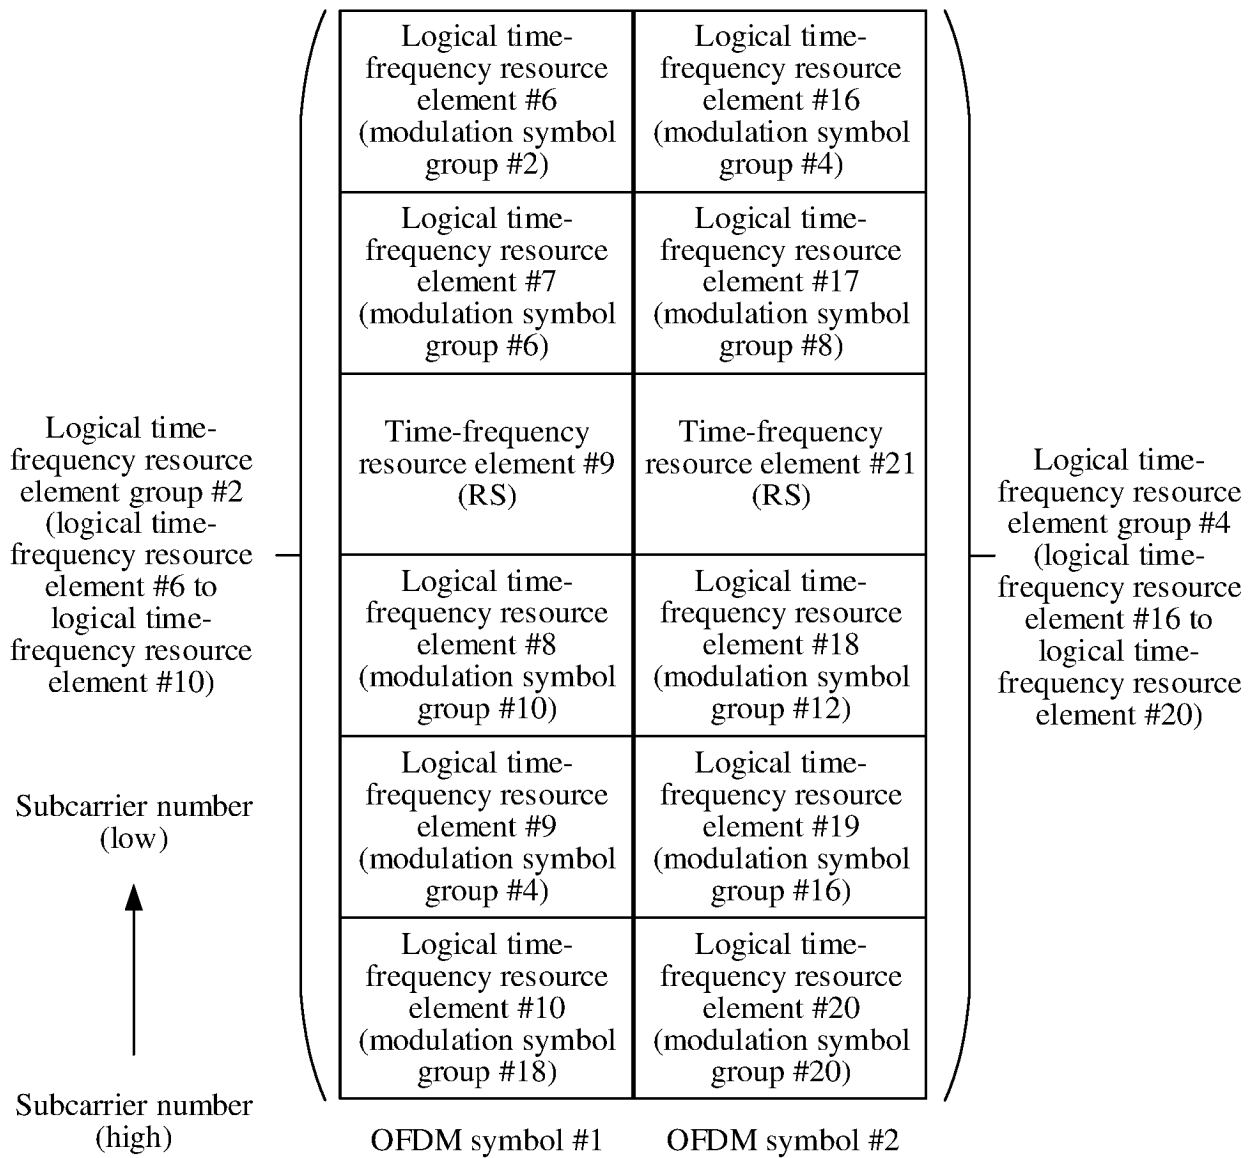 Logical time-
frequency resource
element #6
(modulation symbol
group #2)
Logical time-
frequency resource
element #16
(modulation symbol
group #4)
Logical time-
frequency resource
element #7
(modulation symbol
group #6)
Logical time-
frequency resource
element #17
(modulation symbol
group #8)
Logical time-
frequency resource
element group #2
(logical time-
frequency resource
element #6 to
logical time-
frequency resource
element #10)
Time-frequency
resource element #9
(RS)
Time-frequency
resource element #21
(RS)
Logical time-
frequency resource
element group #4
(logical time-
frequency resource
element #16 to
logical time-
frequency resource
element #20)
Logical time-
frequency resource
element #8
(modulation symbol
group #10)
Logical time-
frequency resource
element #18
(modulation symbol
group #12)
Logical time-
frequency resource
element #9
(modulation symbol
group #4)
Logical time-
frequency resource
element #19
(modulation symbol
group #16)
Subcarrier number
(low)
Logical time-
frequency resource
element #10
(modulation symbol
group #18)
Logical time-
frequency resource
element #20
(modulation symbol
group #20)
Subcarrier number
(high)
OFDM symbol #1
OFDM symbol #2